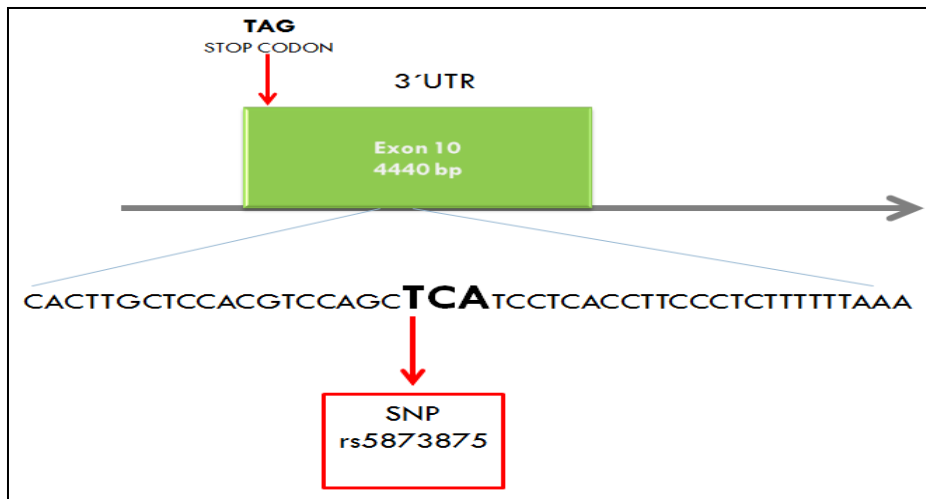 TAG
STOP CODON
3´UTR
Exon 10
4440 bp
CACTTGCTCCACGTCCAGCTCATCCTCACCTTCCCTCTTTTTTAAA
SNP
rs5873875